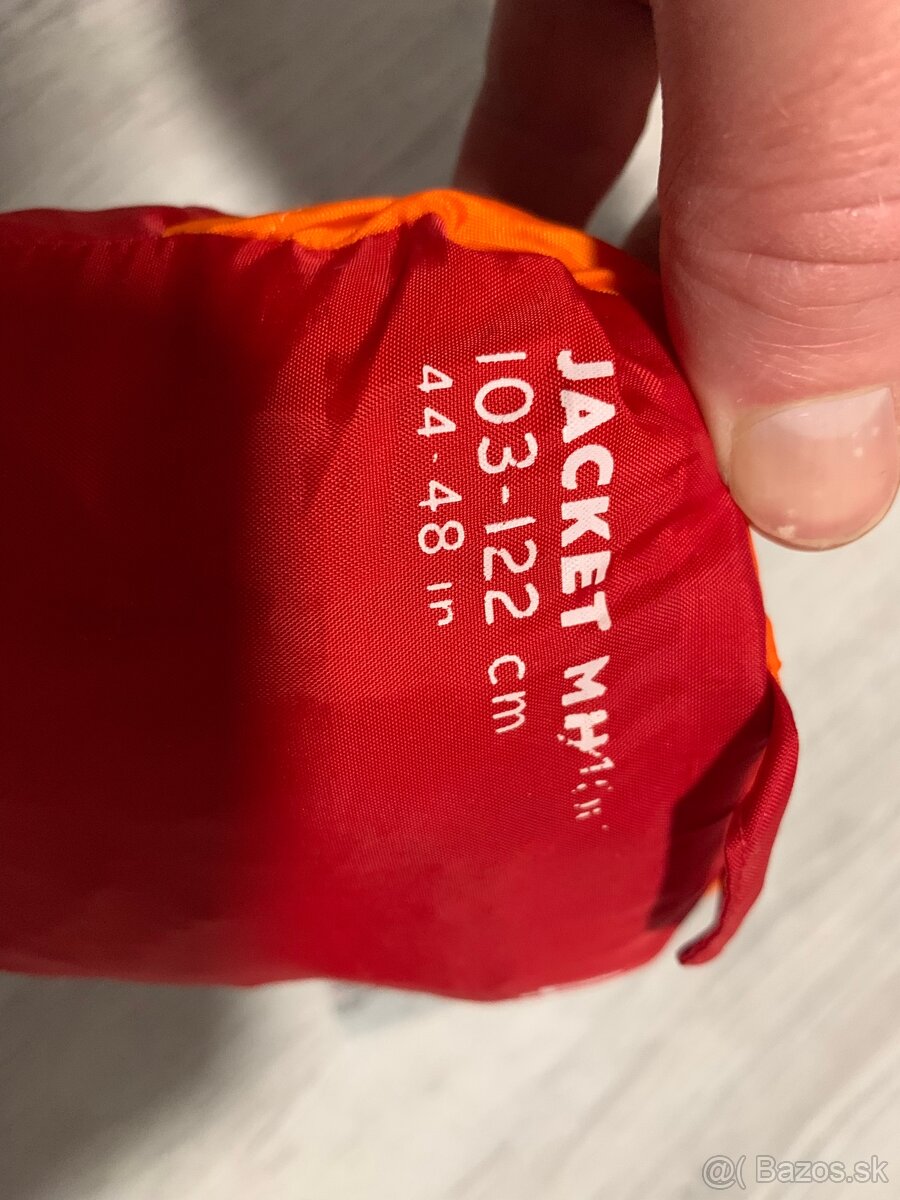 JACKET
103-122 cm
44-48 in
@( Bazos.sk